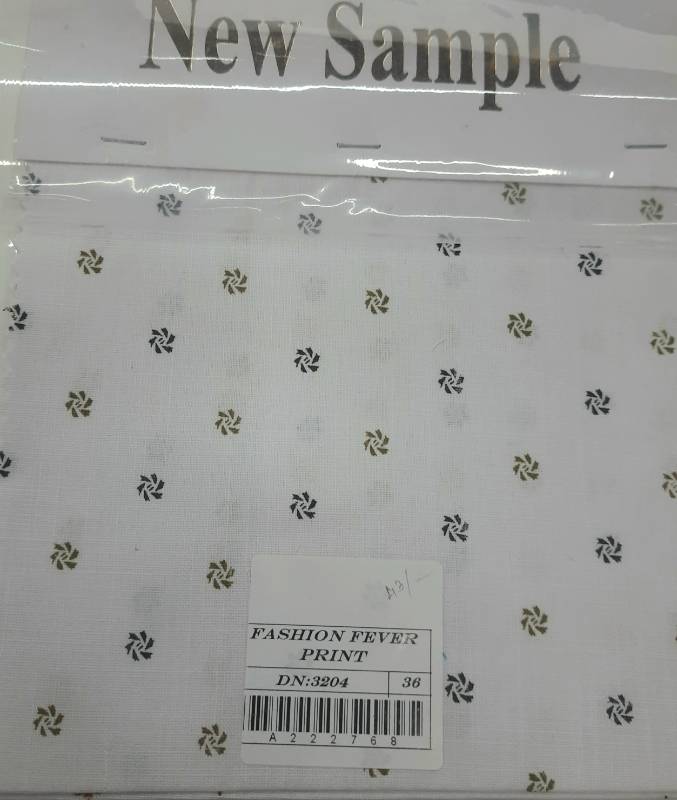 New Sample
FASHION FEVER
PRINT
DN:3204 36
A222768